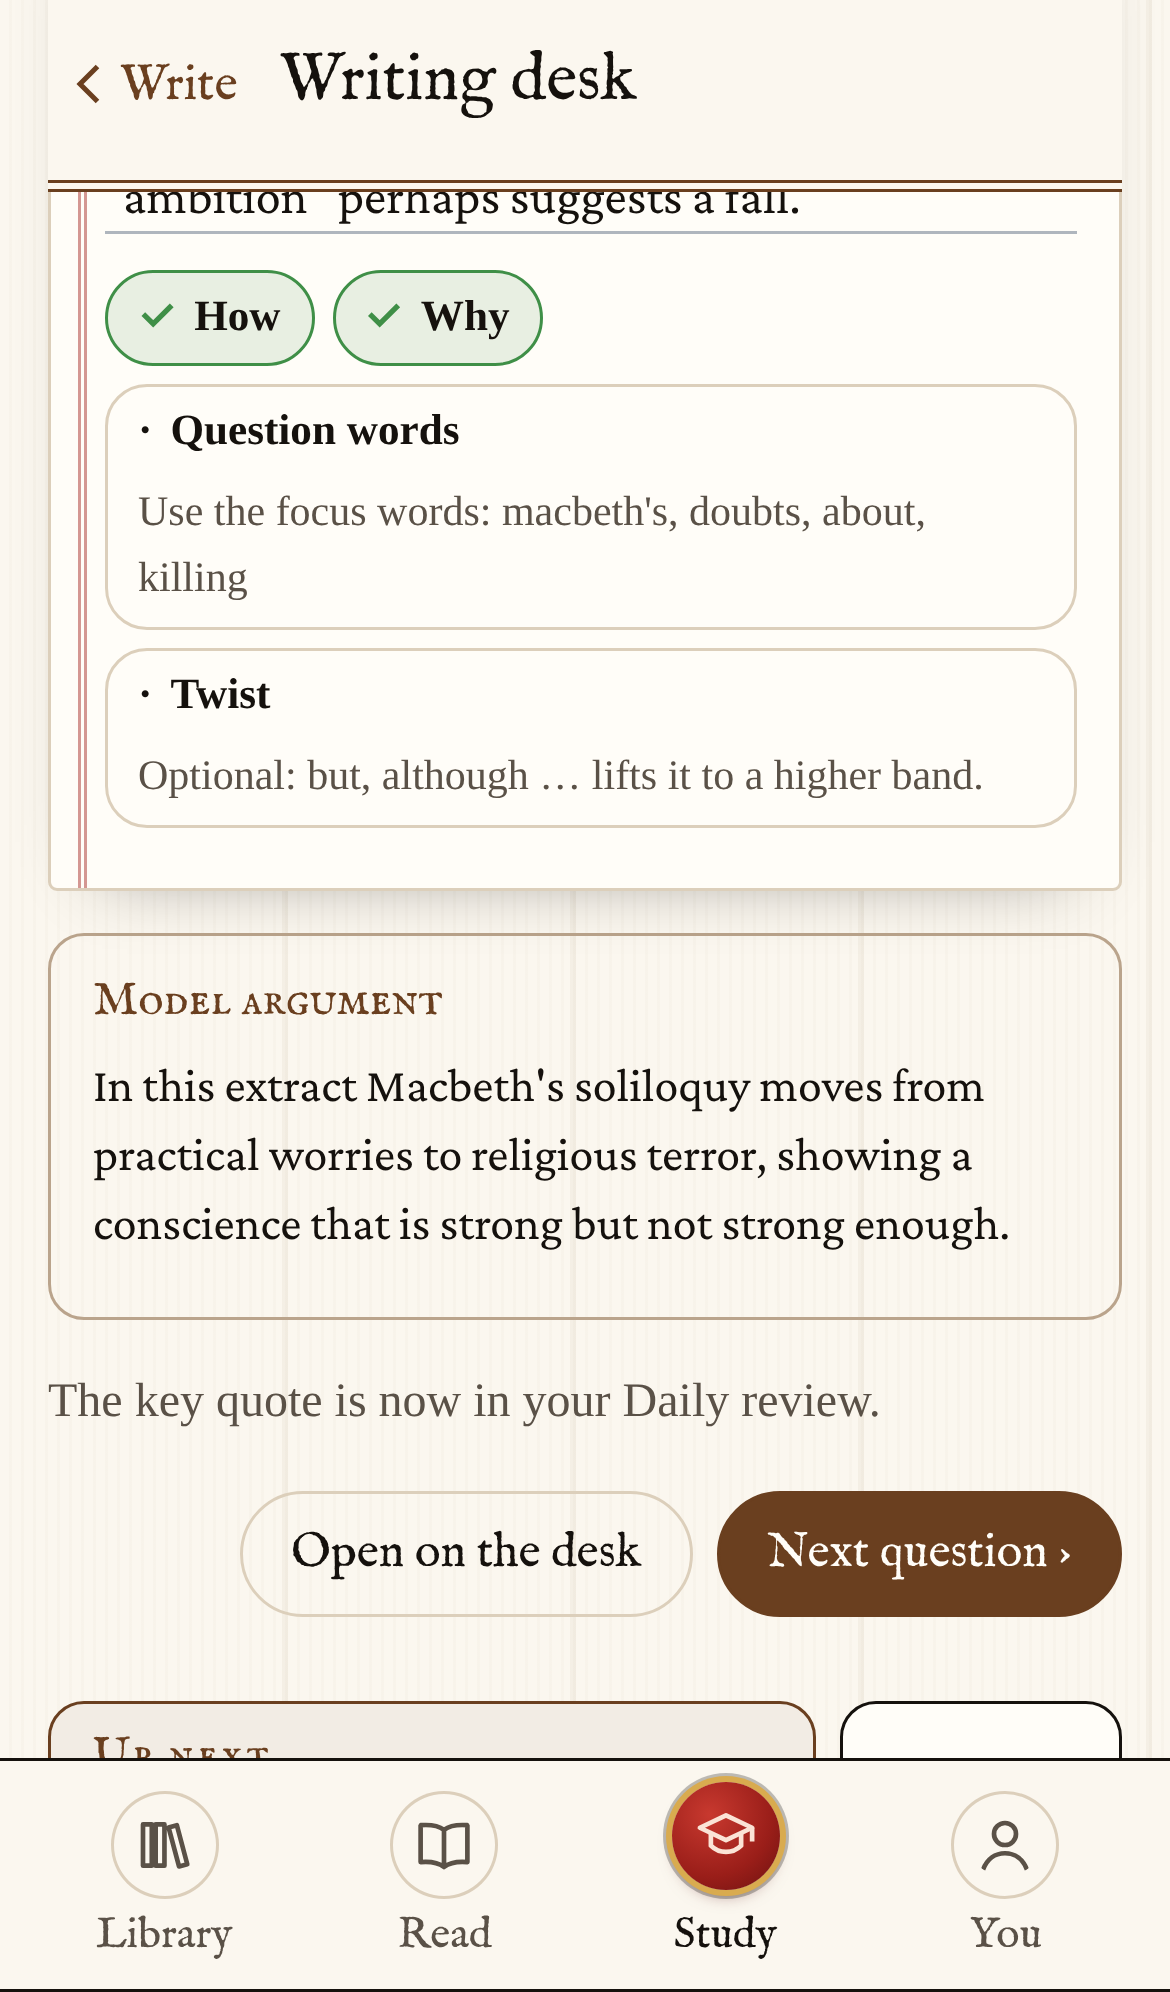 Write Writing desk
ambition perhaps suggests a fall.
How Why
· Question words
Use the focus words: macbeth's, doubts, about,
killing
· Twist
Optional: but, although … lifts it to a higher band.
Model argument
In this extract Macbeth's soliloquy moves from
practical worries to religious terror, showing a
conscience that is strong but not strong enough.
The key quote is now in your Daily review.
Open on the desk Next question ›
Up next
Library Read Study You